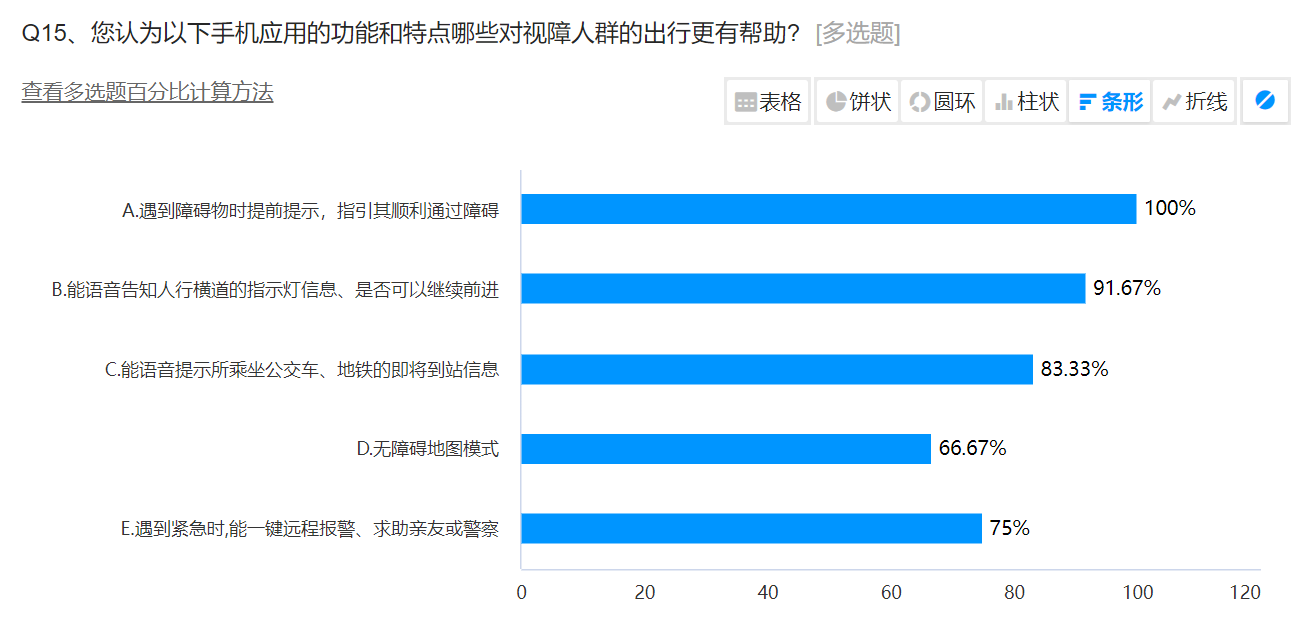 Q15、您认为以下手机应用的功能和特点哪些对视障人群的出行更有帮助? [多选题]
查看多选题百分比计算方法
表格 饼状 圆环 柱状 条形 折线
A.遇到障碍物时提前提示，指引其顺利通过障碍 100%
B.能语音告知人行横道的指示灯信息、是否可以继续前进 91.67%
C.能语音提示所乘坐公交车、地铁的即将到站信息 83.33%
D.无障碍地图模式 66.67%
E.遇到紧急时,能一键远程报警、求助亲友或警察 75%
0 20 40 60 80 100 120